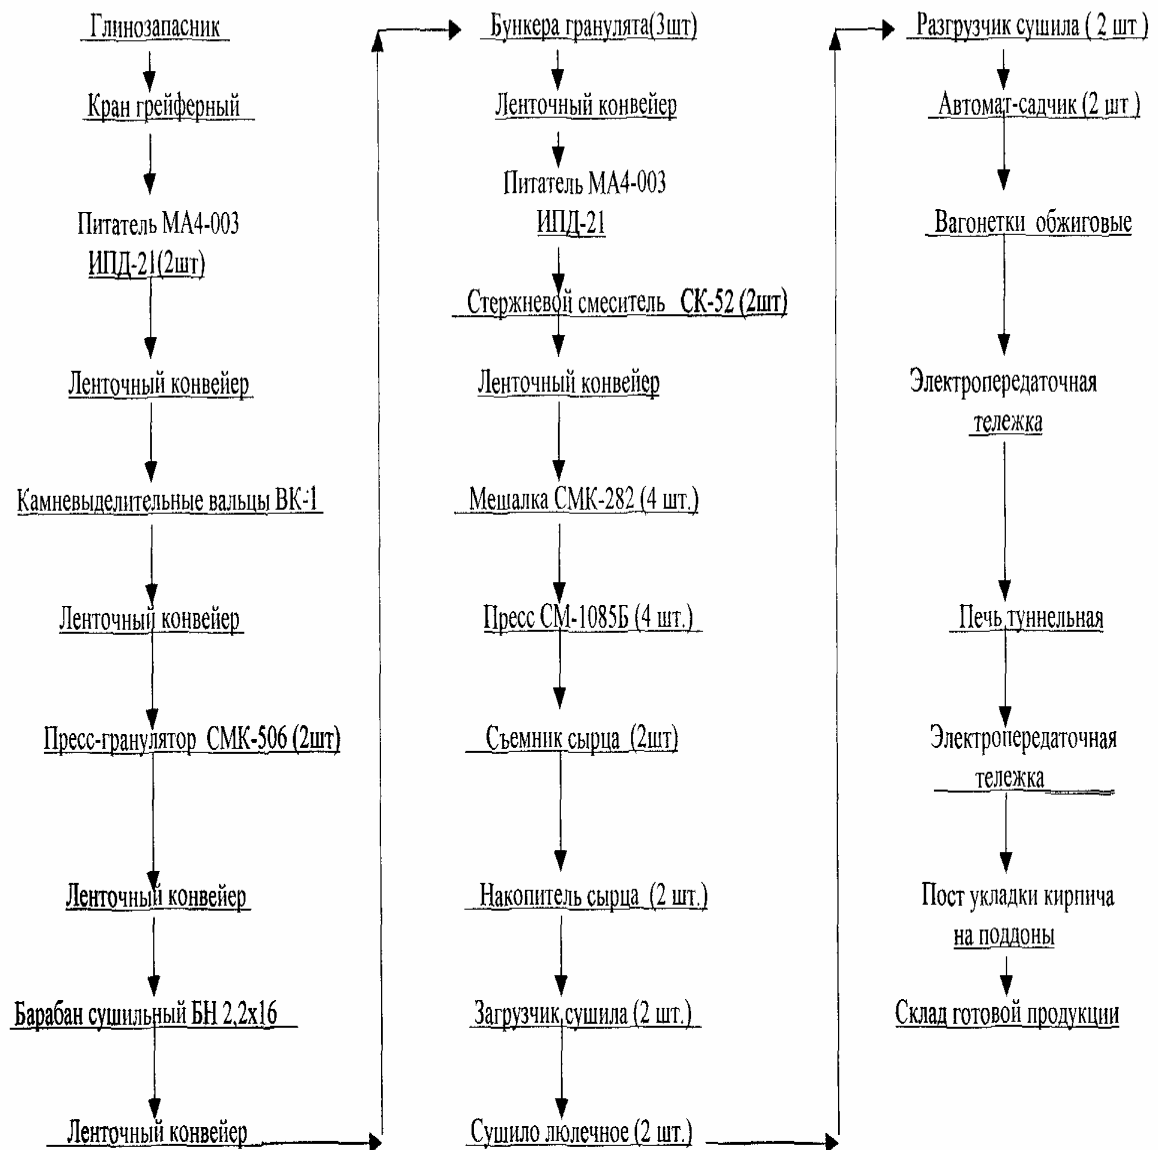 Глинозапасник
Кран грейферный
Питатель МА4-003
ИПД-21(2шт)
Ленточный конвейер
Камневыделительные вальцы ВК-1
Ленточный конвейер
Пресс-гранулятор СМК-506 (2шт)
Ленточный конвейер
Барабан сушильный БН 2,2х16
Ленточный конвейер
Бункера гранулята(3шт)
Ленточный конвейер
Питатель МА4-003
ИПД-21
Стержневой смеситель СК-52 (2шт)
Ленточный конвейер
Мешалка СМК-282 (4 шт.)
Пресс СМ-1085Б (4 шт.)
Съемник сырца (2шт)
Накопитель сырца (2 шт.)
Загрузчик сушила (2 шт.)
Сушило люлечное (2 шт.)
Разгрузчик сушила ( 2 шт )
Автомат-садчик (2 шт )
Вагонетки обжиговые
Электропередаточная
тележка
Печь туннельная
Электропередаточная
тележка
Пост укладки кирпича
на поддоны
Склад готовой продукции